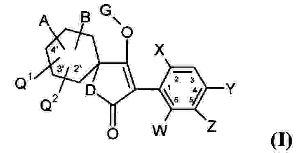 G
A B O
4' X
Q1 3' 2' 2 3
D 1 4 Y
Q2 6 5
O W Z
(I)